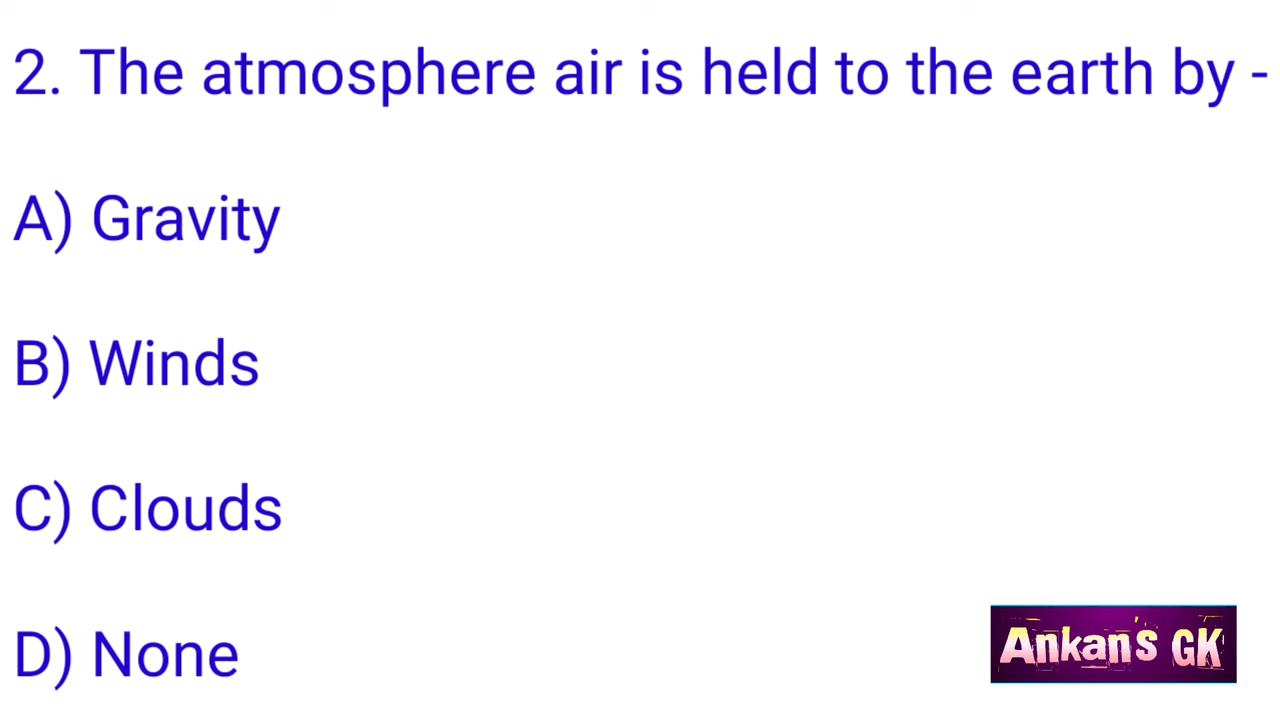 2. The atmosphere air is held to the earth by -
A) Gravity
B) Winds
C) Clouds
D) None
Ankan's GK